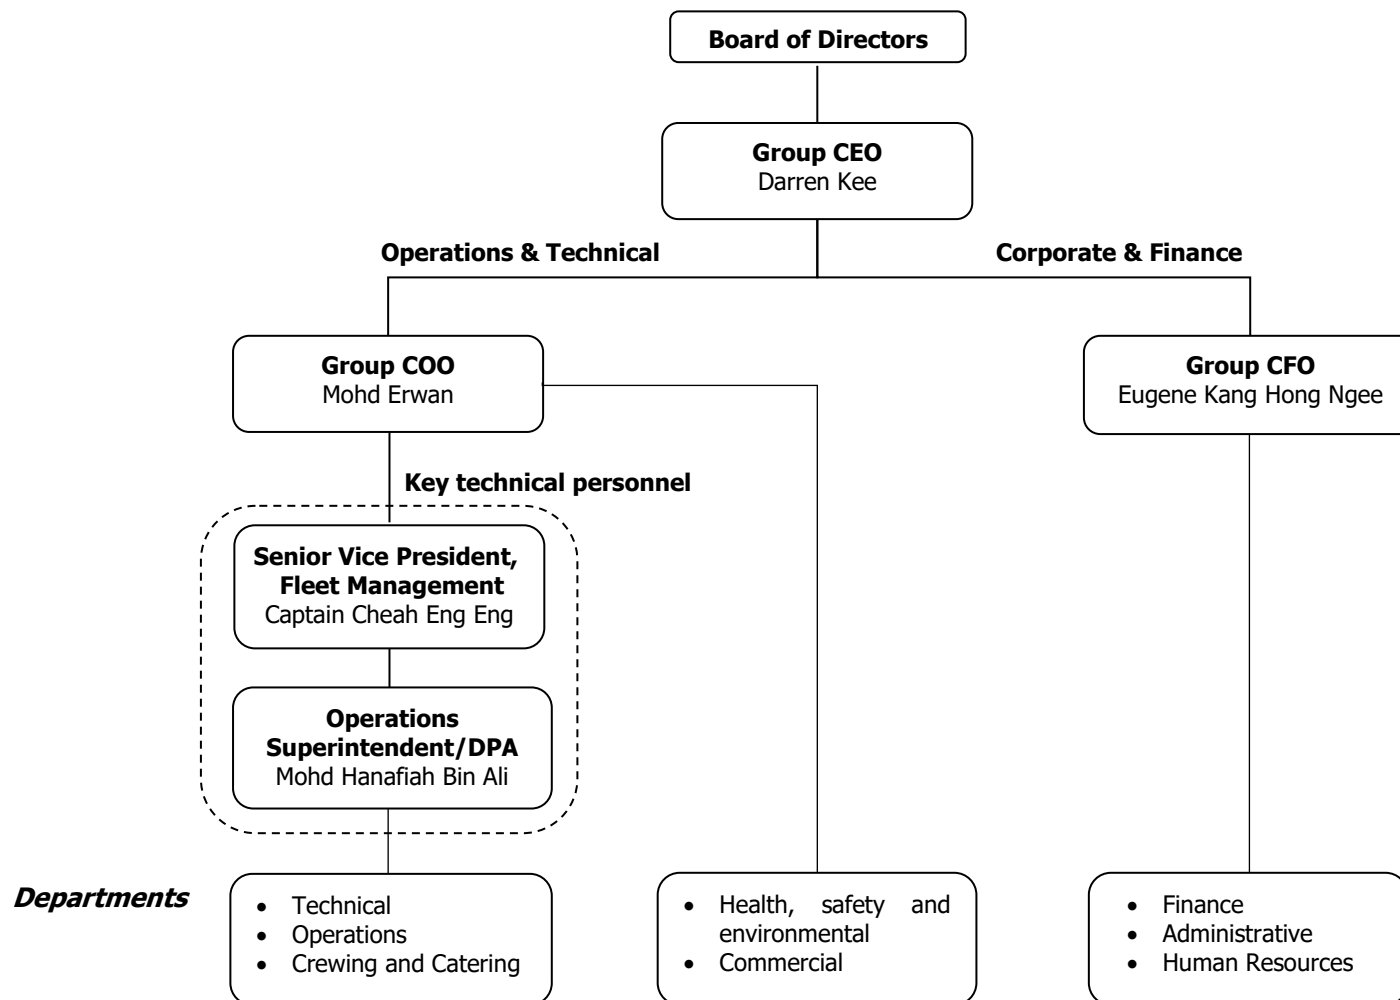 Board of Directors
Group CEO
Darren Kee
Operations & Technical
Corporate & Finance
Group COO
Mohd Erwan
Group CFO
Eugene Kang Hong Ngee
Key technical personnel
Senior Vice President,
Fleet Management
Captain Cheah Eng Eng
Operations
Superintendent/DPA
Mohd Hanafiah Bin Ali
Departments
• Technical
• Operations
• Crewing and Catering
• Health, safety and
environmental
• Commercial
• Finance
• Administrative
• Human Resources